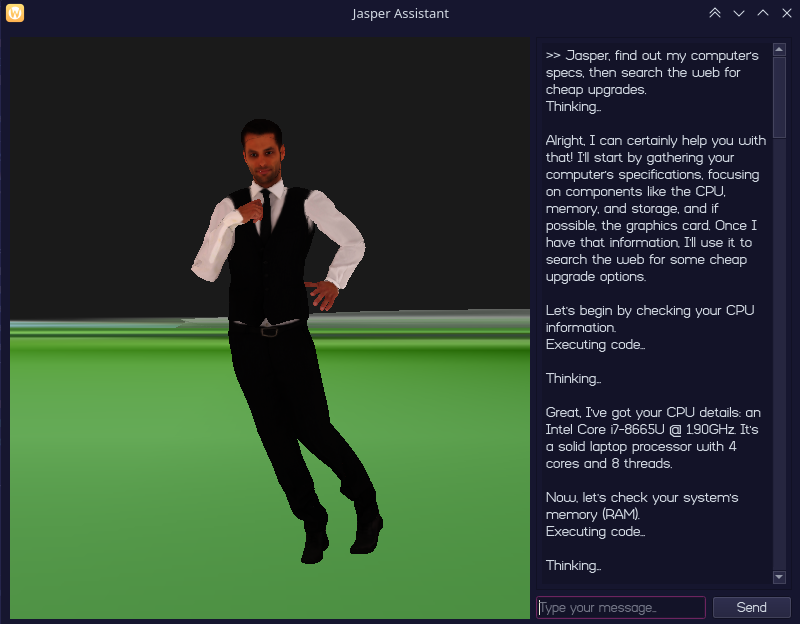 Jasper Assistant
>> Jasper, find out my computer's
specs, then search the web for
cheap upgrades.
Thinking...
Alright, I can certainly help you with
that! I'll start by gathering your
computer's specifications, focusing
on components like the CPU,
memory, and storage, and if
possible, the graphics card. Once I
have that information, I'll use it to
search the web for some cheap
upgrade options.
Let's begin by checking your CPU
information.
Executing code...
Thinking...
Great, I've got your CPU details: an
Intel Core i7-8665U @ 1.90GHz. It's
a solid laptop processor with 4
cores and 8 threads.
Now, let's check your system's
memory (RAM).
Executing code...
Thinking...
Type your message...
Send